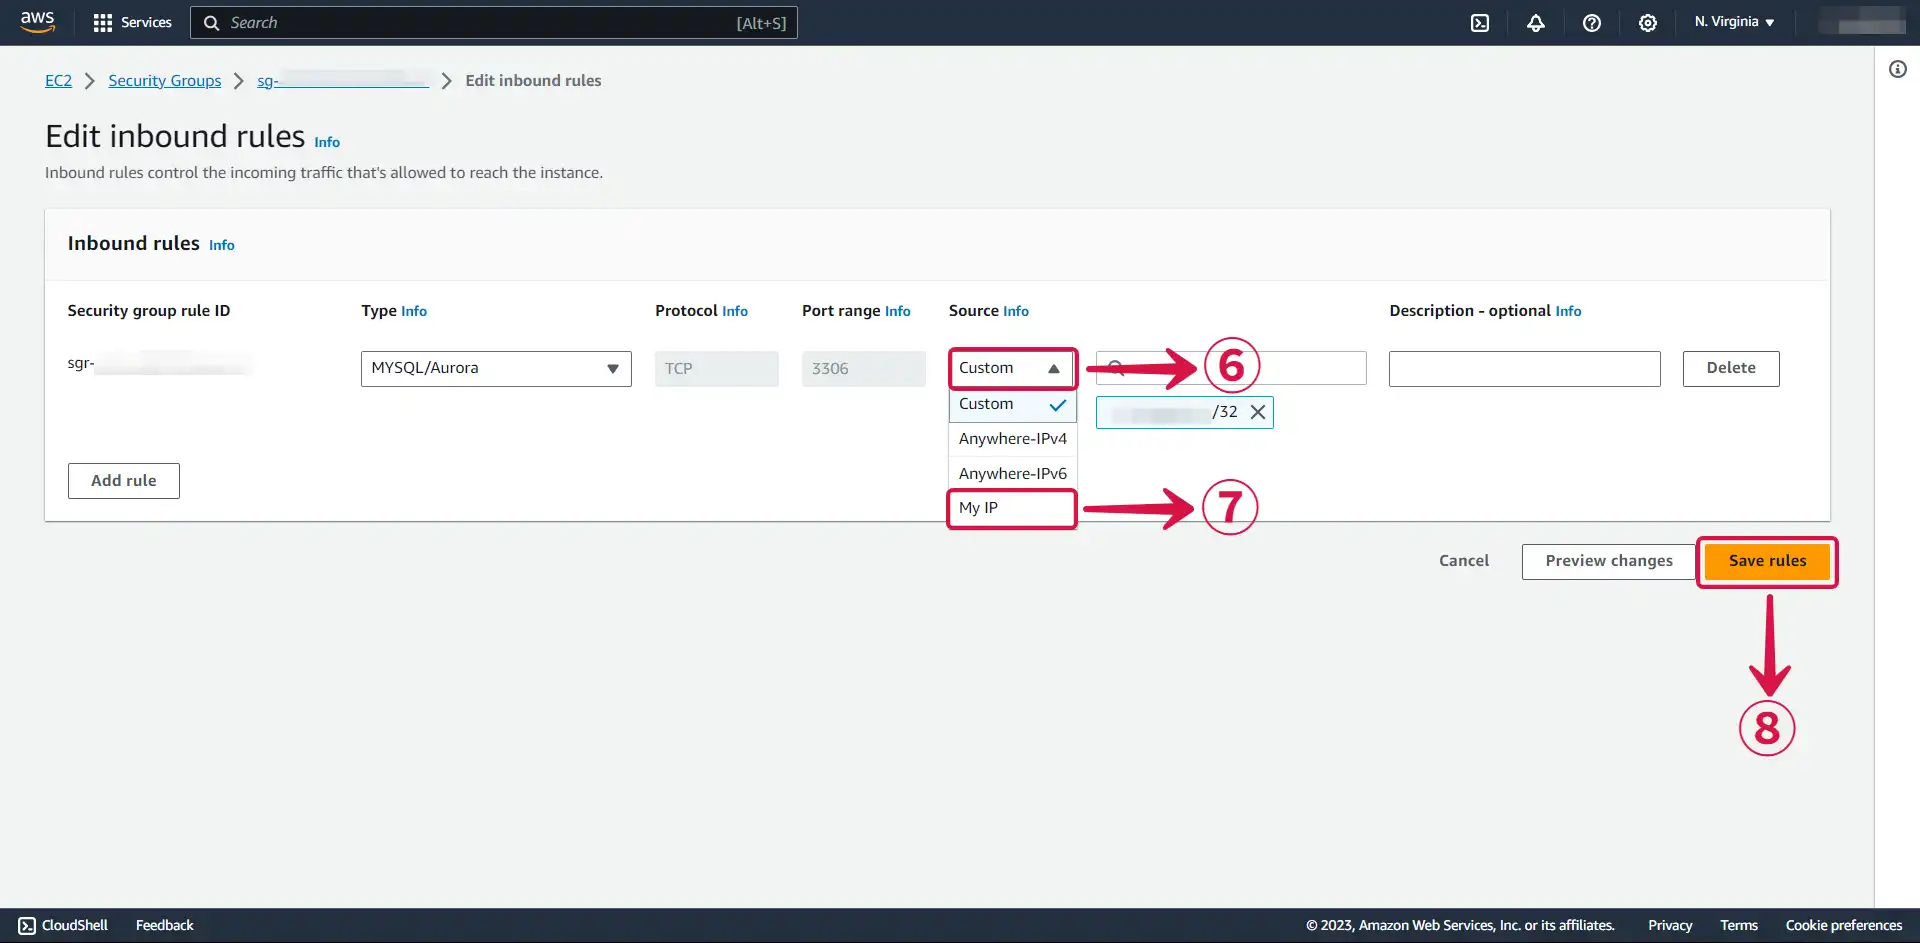 aws Services Search [Alt+S] N. Virginia
EC2 Security Groups sg- Edit inbound rules
Edit inbound rules Info
Inbound rules control the incoming traffic that's allowed to reach the instance.
Inbound rules Info
Security group rule ID Type Info Protocol Info Port range Info Source Info Description - optional Info
sgr- MYSQL/Aurora TCP 3306 Custom 6 Delete
Custom /32
Anywhere-IPv4
Anywhere-IPv6
Add rule
My IP 7
Cancel Preview changes Save rules
8
CloudShell Feedback © 2023, Amazon Web Services, Inc. or its affiliates. Privacy Terms Cookie preferences